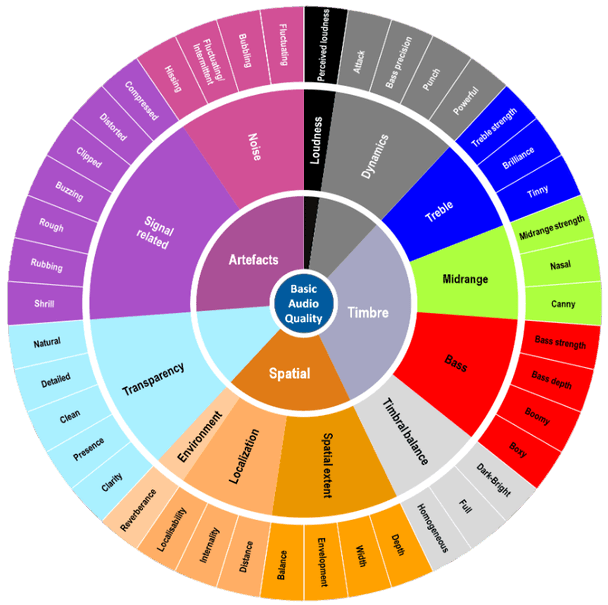 Basic
Audio
Quality
Timbre
Spatial
Artefacts
Loudness
Dynamics
Treble
Midrange
Bass
Timbral balance
Spatial extent
Localization
Environment
Transparency
Signal
related
Noise
Perceived loudness
Attack
Bass precision
Punch
Powerful
Treble strength
Brilliance
Tinny
Midrange strength
Nasal
Canny
Bass strength
Bass depth
Boomy
Boxy
Dark-Bright
Full
Homogeneous
Depth
Width
Envelopment
Balance
Distance
Internality
Localisability
Reverberance
Clarity
Presence
Clean
Detailed
Natural
Shrill
Rubbing
Rough
Buzzing
Clipped
Distorted
Compressed
Hissing
Fluctuating/
Intermittent
Bubbling
Fluctuating